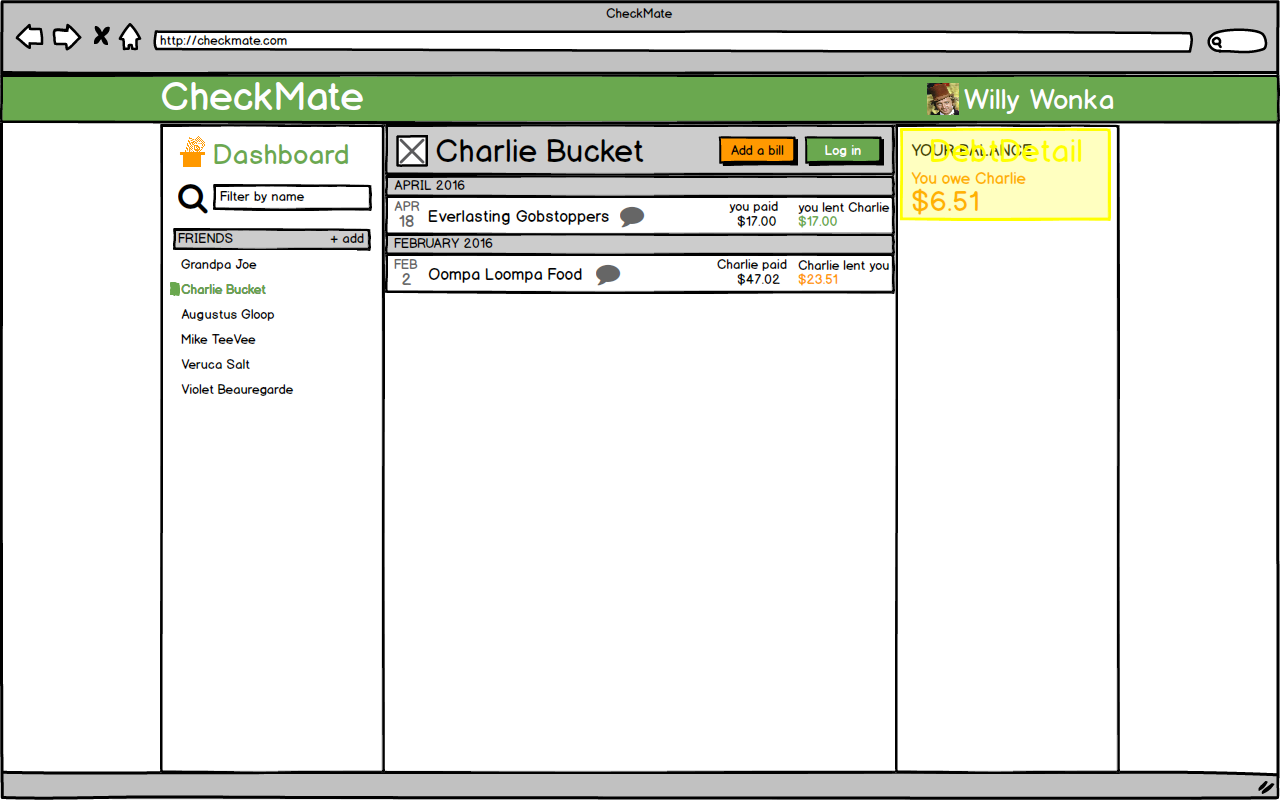 CheckMate
http://checkmate.com
CheckMate
Willy Wonka
Dashboard
Filter by name
FRIENDS + add
Grandpa Joe
Charlie Bucket
Augustus Gloop
Mike TeeVee
Veruca Salt
Violet Beauregarde
Charlie Bucket
Add a bill
Log in
APRIL 2016
APR
18
Everlasting Gobstoppers
you paid
$17.00
you lent Charlie
$17.00
FEBRUARY 2016
FEB
2
Oompa Loompa Food
Charlie paid
$47.02
Charlie lent you
$23.51
YOUR BALANCE
DebtDetail
You owe Charlie
$6.51